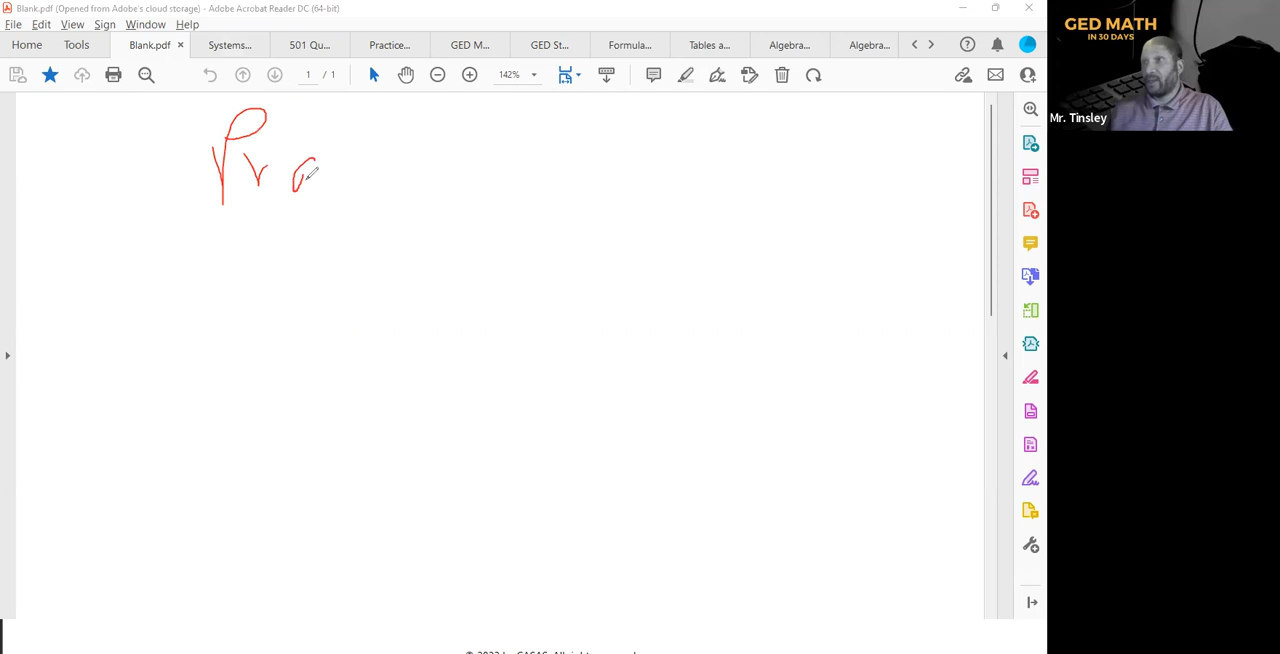 Blank.pdf (Opened from Adobe's cloud storage) - Adobe Acrobat Reader DC (64-bit)
File Edit View Sign Window Help
Home Tools Blank.pdf × Systems... 501 Qu... Practice... GED M... GED St... Formula... Tables a... Algebra... Algebra...
1 / 1 142%
Pr
GED MATH
IN 30 DAYS
Mr. Tinsley